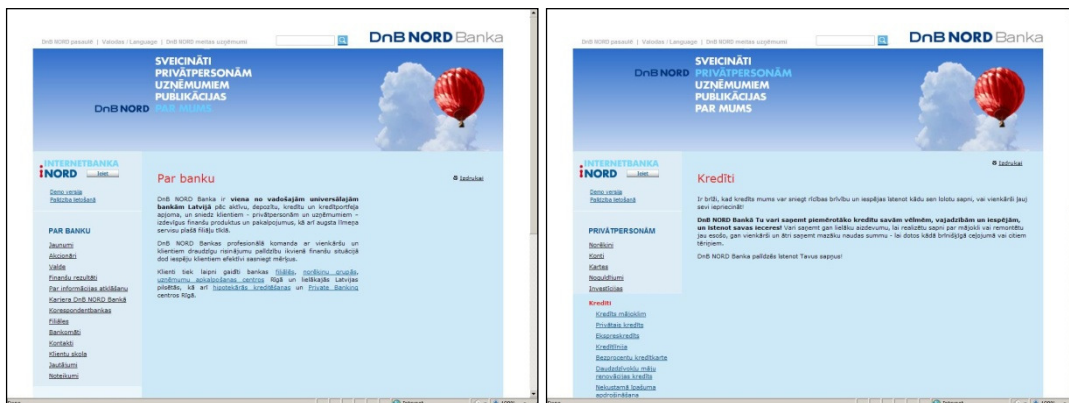 DnB NORD pasaulē | Valodas / Language | DnB NORD meitas uzņēmumi
DnB NORD Banka
SVEICINĀTI
PRIVĀTPERSONĀM
UZŅĒMUMIEM
PUBLIKĀCIJAS
DnB NORD PAR MUMS
INTERNETBANKA
iNORD Ieiet
Demo versija
Palīdzība lietošanā
PAR BANKU
Jaunumi
Akcionāri
Valde
Finanšu rezultāti
Par informācijas atklāšanu
Karjera DnB NORD Bankā
Korespondentbankas
Filiāles
Bankomāti
Kontakti
Klientu skola
Jautājumi
Noteikumi
Izdrukai
Par banku
DnB NORD Banka ir viena no vadošajām universālajām
bankām Latvijā pēc aktīvu, depozītu, kredītu un kredītportfeļa
apjoma, un sniedz klientiem - privātpersonām un uzņēmumiem -
izdevīgus finanšu produktus un pakalpojumus, kā arī augsta līmeņa
servisu plašā filiāļu tīklā.
DnB NORD Bankas profesionālā komanda ar vienkāršu un
klientiem draudzīgu risinājumu palīdzību ikvienā finanšu situācijā
dod iespēju klientam efektīvi sasniegt mērķus.
Klienti tiek laipni gaidīti bankas filiālēs, norēķinu grupās,
uzņēmumu apkalpošanas centros Rīgā un lielākajās Latvijas
pilsētās, kā arī hipotekārās kreditēšanas un Private Banking
centros Rīgā.
DnB NORD pasaulē | Valodas / Language | DnB NORD meitas uzņēmumi
DnB NORD Banka
SVEICINĀTI
DnB NORD PRIVĀTPERSONĀM
UZŅĒMUMIEM
PUBLIKĀCIJAS
PAR MUMS
INTERNETBANKA
iNORD Ieiet
Demo versija
Palīdzība lietošanā
PRIVĀTPERSONĀM
Norēķini
Konti
Kartes
Noguldījumi
Investīcijas
Kredīti
Kredīts mājoklim
Privātais kredīts
Ekspreskredīts
Kredītlīnija
Bezprocentu kredītkarte
Daudzdzīvokļu māju
renovācijas kredīts
Nekustamā īpašuma
apdrošināšana
Izdrukai
Kredīti
Ir brīži, kad kredīts mums var sniegt rīcības brīvību un iespējas īstenot kādu sen lolotu sapni, vai vienkārši ļauj
sevi iepriecināt!
DnB NORD Bankā Tu vari saņemt piemērotāko kredītu savām vēlmēm, vajadzībām un iespējām,
un īstenot savas ieceres! Vari saņemt gan lielāku aizdevumu, lai realizētu sapni par mājokli vai remontētu
jau esošo, gan vienkārši un ātri saņemt mazāku naudas summu - lai dotos kādā brīnišķīgā ceļojumā vai citiem
tēriņiem.
DnB NORD Banka palīdzēs īstenot Tavus sapņus!